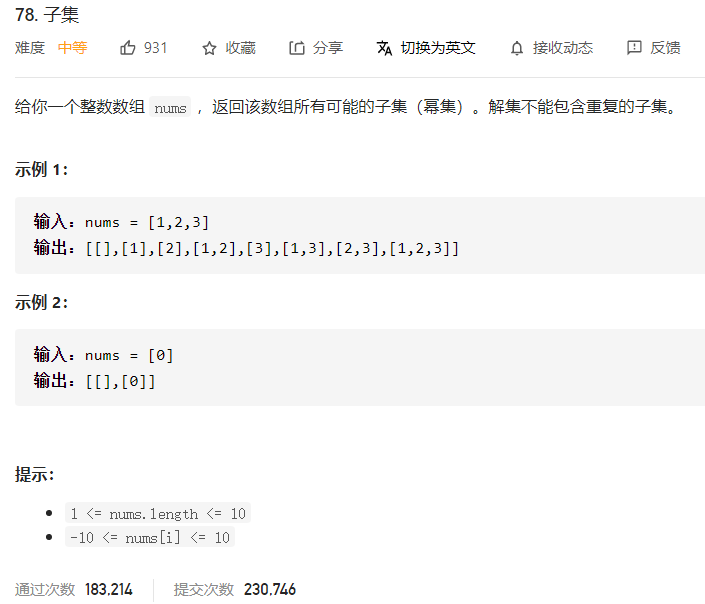 78. 子集
难度 中等 931 收藏 分享 切换为英文 接收动态 反馈
给你一个整数数组 nums ，返回该数组所有可能的子集（幂集）。解集不能包含重复的子集。
示例 1：
输入：nums = [1,2,3]
输出：[[],[1],[2],[1,2],[3],[1,3],[2,3],[1,2,3]]
示例 2：
输入：nums = [0]
输出：[[],[0]]
提示：
1 <= nums.length <= 10
-10 <= nums[i] <= 10
通过次数 183,214 提交次数 230,746